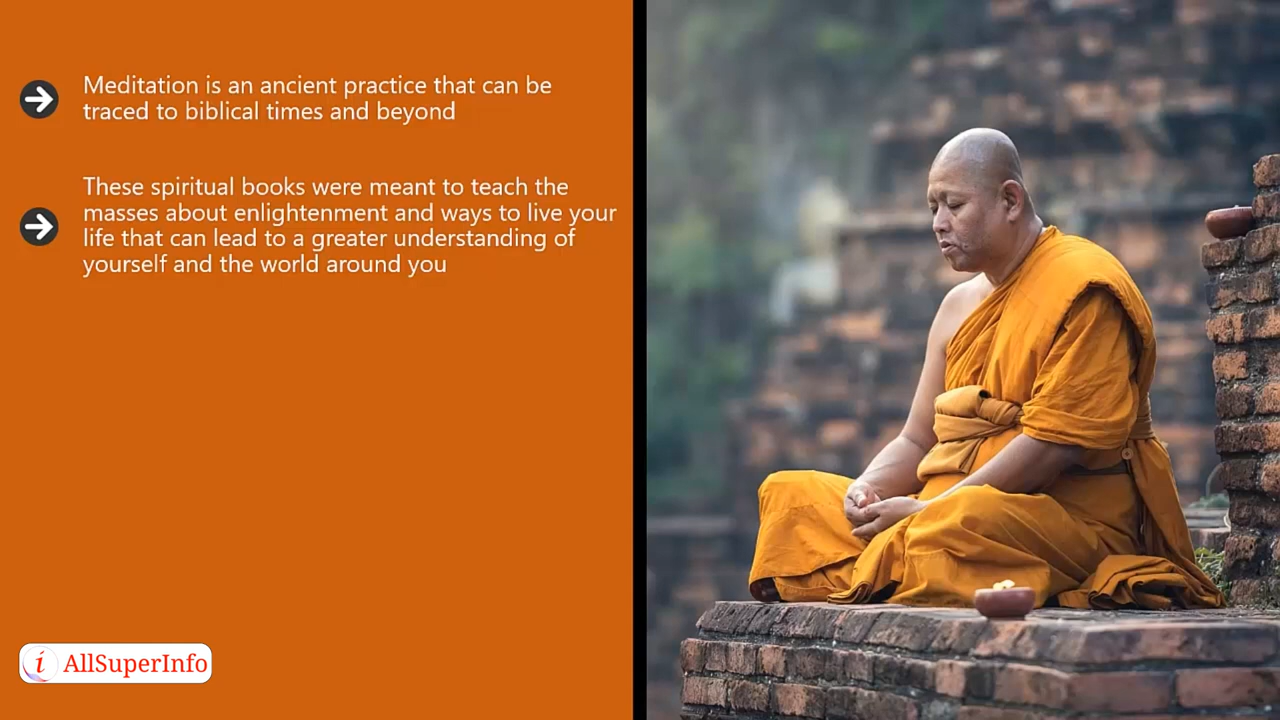 Meditation is an ancient practice that can be
traced to biblical times and beyond
These spiritual books were meant to teach the
masses about enlightenment and ways to live your
life that can lead to a greater understanding of
yourself and the world around you
i AllSuperInfo